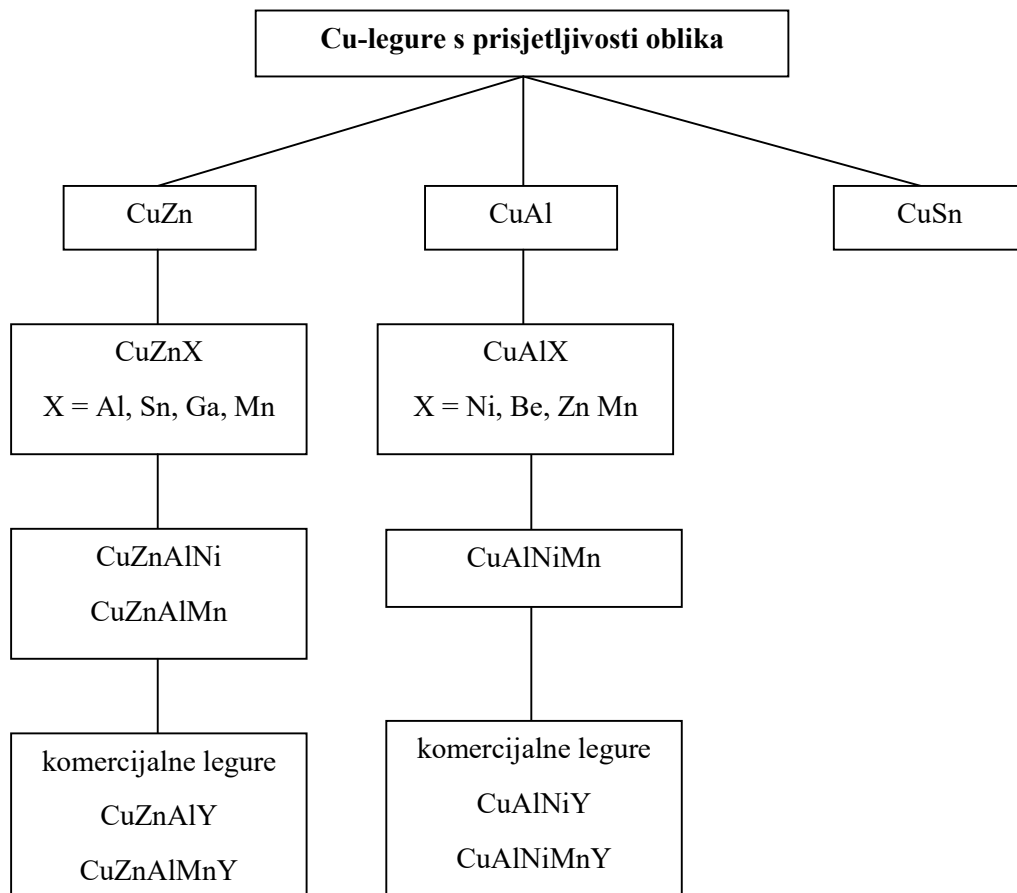 Cu-legure s prisjetljivosti oblika
CuZn
CuAl
CuSn
CuZnX
X = Al, Sn, Ga, Mn
CuAlX
X = Ni, Be, Zn Mn
CuZnAlNi
CuZnAlMn
CuAlNiMn
komercijalne legure
CuZnAlY
CuZnAlMnY
komercijalne legure
CuAlNiY
CuAlNiMnY